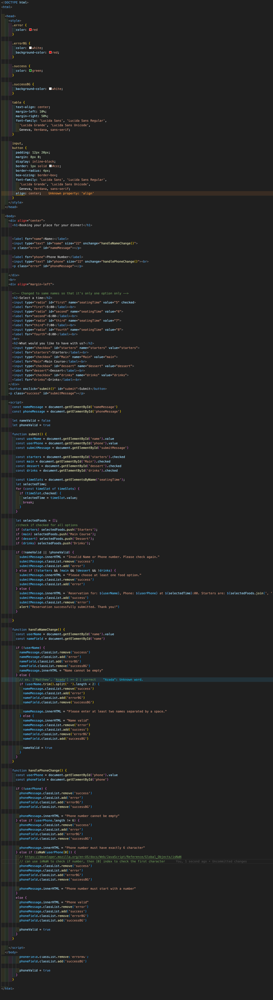 <!DOCTYPE html>
<html>
<head>
<style>
.error {
color: red
}
.errorBG {
color: white;
background-color: red;
}
.success {
color: green;
}
.successBG {
background-color: white;
}
table {
text-align: center;
margin-left: 10%;
margin-right: 50%;
font-family: 'Lucida Sans', 'Lucida Sans Regular',
'Lucida Grande', 'Lucida Sans Unicode',
Geneva, Verdana, sans-serif;
}
input,
button {
padding: 12px 20px;
margin: 8px 0;
display: inline-block;
border: 1px solid #ccc;
border-radius: 4px;
box-sizing: border-box;
font-family: 'Lucida Sans', 'Lucida Sans Regular',
'Lucida Grande', 'Lucida Sans Unicode',
Geneva, Verdana, sans-serif;
align: center; Unknown property: 'align'
}
</style>
</head>
<body>
<div align="center">
<h1>Booking your place for your dinner!</h1>
<label for="name">Name:</label>
<input type="text" id="name" size="22" onchange="handleNameChange()">
<p class="error" id="nameMessage"></p>
<label for="phone">Phone Number</label>
<input type="text" id="phone" size="22" onchange="handlePhoneChange()"><br>
<p class="error" id="phoneMessage"></p>
</div>
<br>
<div align="margin-left">
<!-- Changed to same names so that it's only one option only -->
<h2>Select a time</h2>
<input type="radio" id="first" name="seatingTime" value="5" checked>
<label for="first">5:00</label><br>
<input type="radio" id="second" name="seatingTime" value="6">
<label for="second">6:00</label><br>
<input type="radio" id="third" name="seatingTime" value="7">
<label for="third">7:00</label><br>
<input type="radio" id="fourth" name="seatingTime" value="8">
<label for="fourth">8:00</label><br>
<br>
<h2>What would you like to have with us?</h2>
<input type="checkbox" id="starters" name="starters" value="starters">
<label for="starters">Starters</label><br>
<input type="checkbox" id="Main" name="Main" value="main">
<label for="Main">Main Course</label><br>
<input type="checkbox" id="dessert" name="dessert" value="dessert">
<label for="dessert">Dessert</label><br>
<input type="checkbox" id="drinks" name="drinks" value="drinks">
<label for="drinks">Drinks</label><br>
</div>
<button onclick="submit()" id="submit">Submit</button>
<p class="success" id="submitMessage"></p>
<script>
const nameMessage = document.getElementById('nameMessage')
const phoneMessage = document.getElementById('phoneMessage')
let nameValid = false
let phoneValid = true
function submit() {
const userName = document.getElementById('name').value
const userPhone = document.getElementById('phone').value
const submitMessage = document.getElementById('submitMessage')
const starters = document.getElementById('starters').checked
const main = document.getElementById('Main').checked
const dessert = document.getElementById('dessert').checked
const drinks = document.getElementById('drinks').checked
const timeSlots = document.getElementsByName('seatingTime');
let selectedTime;
for (const timeSlot of timeSlots) {
if (timeSlot.checked) {
selectedTime = timeSlot.value;
break;
}
}
let selectedFoods = [];
//check if checked for all options
if (starters) selectedFoods.push('Starters');
if (main) selectedFoods.push('Main Course');
if (dessert) selectedFoods.push('Dessert');
if (drinks) selectedFoods.push('Drinks');
if (!nameValid || !phoneValid) {
submitMessage.innerHTML = "Invalid Name or Phone number. Please check again."
submitMessage.classList.remove('success')
submitMessage.classList.add('error')
} else if (!starters && !main && !dessert && !drinks) {
submitMessage.innerHTML = "Please choose at least one food option."
submitMessage.classList.remove('success')
submitMessage.classList.add('error')
} else {
submitMessage.innerHTML = `Reservation for: ${userName}, Phone: ${userPhone} at ${selectedTime}:00. Starters are: ${selectedFoods.join(', '
submitMessage.classList.add('success')
submitMessage.classList.remove('error')
alert("Reservation successfully submitted. Thank you!")
}
}
function handleNameChange() {
const userName = document.getElementById('name').value
const nameField = document.getElementById('name')
if (!userName) {
nameMessage.classList.remove('success')
nameMessage.classList.add('error')
nameField.classList.add('errorBG')
nameField.classList.remove('successBG')
nameMessage.innerHTML = "Name cannot be empty"
} else {
// ex. ['Matthew', 'Azada'] >= 2 | correct "Azada": Unknown word.
if (userName.trim().split(' ').length < 2) {
nameMessage.classList.remove('success')
nameMessage.classList.add('error')
nameField.classList.add('errorBG')
nameField.classList.remove('successBG')
nameMessage.innerHTML = "Please enter at least two names separated by a space."
} else {
nameMessage.innerHTML = "Name valid"
nameMessage.classList.remove('error')
nameMessage.classList.add('success')
nameField.classList.remove('errorBG')
nameField.classList.add('successBG')
nameValid = true
}
}
}
function handlePhoneChange() {
const userPhone = document.getElementById('phone').value
const phoneField = document.getElementById('phone')
if (!userPhone) {
phoneMessage.classList.remove('success')
phoneMessage.classList.add('error')
phoneField.classList.add('errorBG')
phoneField.classList.remove('successBG')
phoneMessage.innerHTML = "Phone number cannot be empty"
} else if (userPhone.length != 6) {
phoneMessage.classList.remove('success')
phoneMessage.classList.add('error')
phoneField.classList.add('errorBG')
phoneField.classList.remove('successBG')
phoneMessage.innerHTML = "Phone number must have exactly 6 character"
} else if (isNaN(userPhone[0])) {
// https://developer.mozilla.org/en-US/docs/Web/JavaScript/Reference/Global_Objects/isNaN
// can use inNaN to check if number, then [0] index to check the first character You, 1 second ago • Uncommitted changes
phoneMessage.classList.remove('success')
phoneMessage.classList.add('error')
phoneField.classList.add('errorBG')
phoneField.classList.remove('successBG')
phoneMessage.innerHTML = "Phone number must start with a number"
}
else {
phoneMessage.innerHTML = "Phone valid"
phoneMessage.classList.remove('error')
phoneMessage.classList.add('success')
phoneField.classList.remove('errorBG')
phoneField.classList.add('successBG')
phoneValid = true
}
}
</script>
</body>
phoneField.classList.remove('errorBG')
phoneField.classList.add('successBG')
phoneValid = true
}
}
</html>